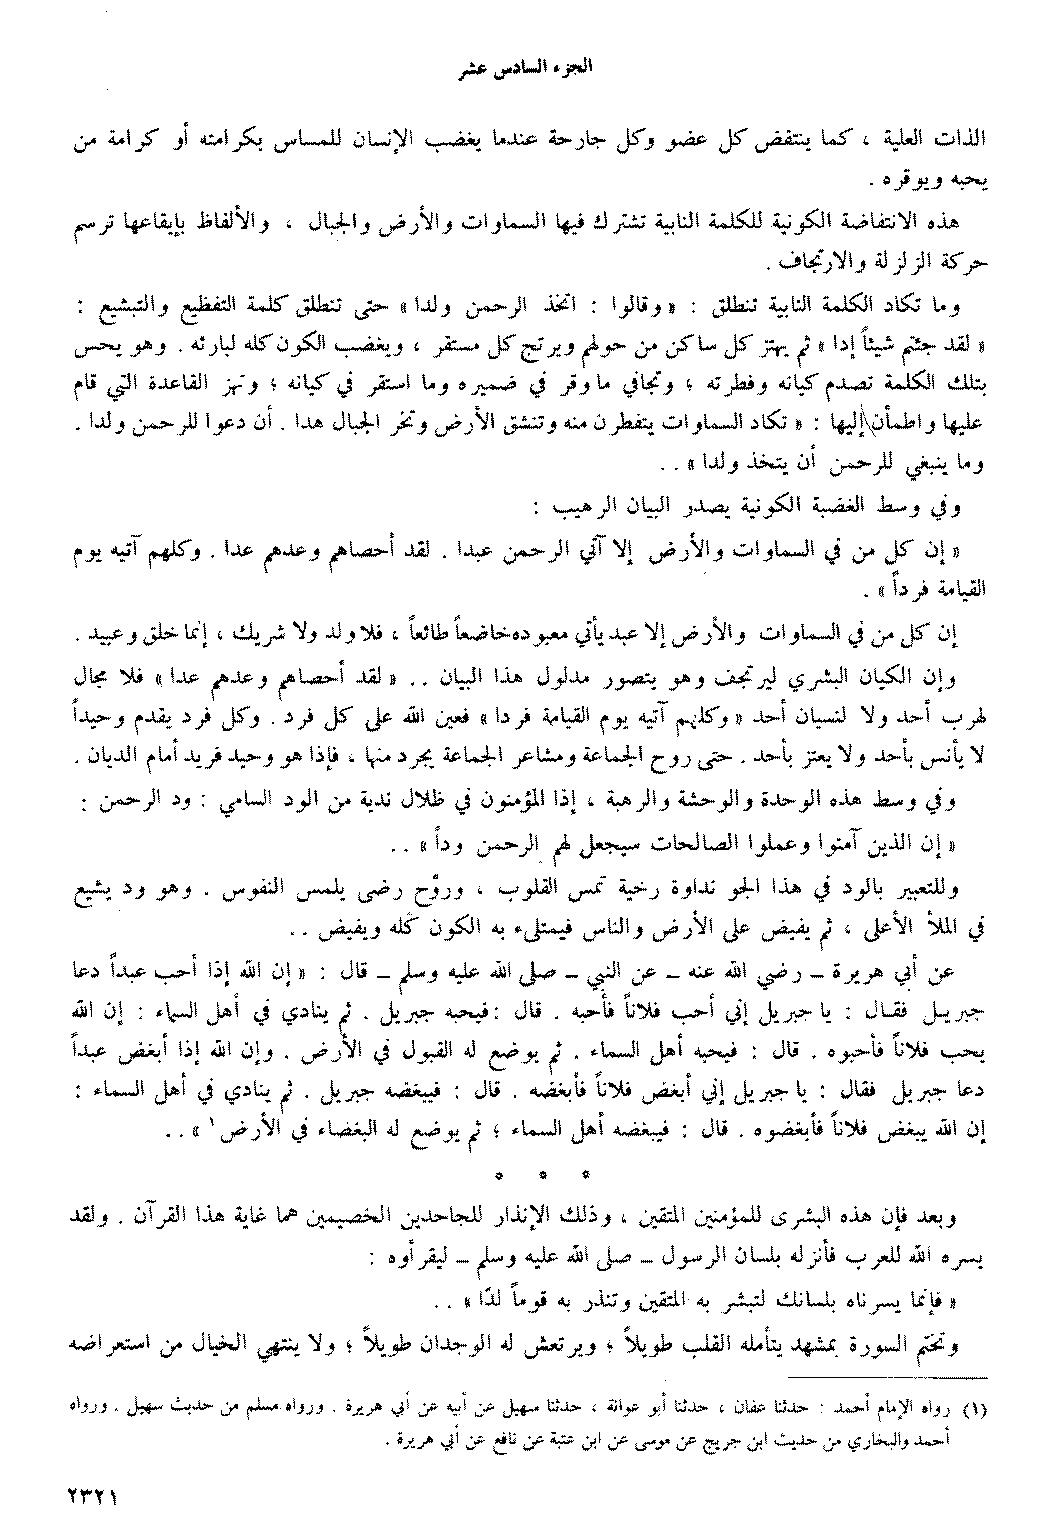 الجزء السادس عشر
الذات العلية ، كما ينتفض كل عضو وكل جارحة عندما يغضب الإنسان للمساس بكرامته أو كرامة من
يحبه ويوقره .
هذه الانتفاضة الكونية للكلمة النابية تشترك فيها السماوات والأرض والجبال ، والألفاظ بإيقاعها ترسم
حركة الزلزلة والارتجاف .
وما تكاد الكلمة النابية تنطلق : « وقالوا : اتخذ الرحمن ولدا » حتى تنطلق كلمة التفظيع والتبشيع :
« لقد جئتم شيئاً إدا » ثم يهتز كل ساكن من حولهم ويرتج كل مستقر ، ويغضب الكون كله لبارئه . وهو يحس
بتلك الكلمة تصدم كيانه وفطرته ؛ وتجافي ما وقر في ضميره وما استقر في كيانه ؛ وتهز القاعدة التي قام
عليها واطمأن إليها : « تكاد السماوات يتفطرن منه وتنشق الأرض وتخر الجبال هدا . أن دعوا للرحمن ولدا .
وما ينبغي للرحمن أن يتخذ ولدا » . .
وفي وسط الغضبة الكونية يصدر البيان الرهيب :
« إن كل من في السماوات والأرض إلا آتي الرحمن عبدا . لقد أحصاهم وعدهم عدا . وكلهم آتيه يوم
القيامة فرداً » .
إن كل من في السماوات والأرض إلا عبد يأتي معبوده خاضعاً طائعاً ، فلا ولد ولا شريك ، إنما خلق وعبيد .
وإن الكيان البشري ليرتجف وهو يتصور مدلول هذا البيان . . « لقد أحصاهم وعدهم عدا » فلا مجال
لهرب أحد ولا لنسيان أحد « وكلهم آتيه يوم القيامة فردا » فعين الله على كل فرد . وكل فرد يقدم وحيداً
لا يأنس بأحد ولا يعتز بأحد . حتى روح الجماعة ومشاعر الجماعة يجرد منها ، فإذا هو وحيد فريد أمام الديان .
وفي وسط هذه الوحدة والوحشة والرهبة ، إذا المؤمنون في ظلال ندية من الود السامي : ود الرحمن :
« إن الذين آمنوا وعملوا الصالحات سيجعل لهم الرحمن وداً » . .
وللتعبير بالود في هذا الجو نداوة رخية تمس القلوب ، وروْح رضى يلمس النفوس . وهو ود يشيع
في الملأ الأعلى ، ثم يفيض على الأرض والناس فيمتلىء به الكون كله ويفيض . .
عن أبي هريرة – رضي الله عنه – عن النبي – صلى الله عليه وسلم – قال : « إن الله إذا أحب عبداً دعا
جبريل فقال : يا جبريل إني أحب فلاناً فأحبه . قال : فيحبه جبريل . ثم ينادي في أهل السماء : إن الله
يحب فلاناً فأحبوه . قال : فيحبه أهل السماء . ثم يوضع له القبول في الأرض . وإن الله إذا أبغض عبداً
دعا جبريل فقال : يا جبريل إني أبغض فلاناً فأبغضه . قال : فيبغضه جبريل . ثم ينادي في أهل السماء :
إن الله يبغض فلاناً فأبغضوه . قال : فيبغضه أهل السماء ؛ ثم يوضع له البغضاء في الأرض ١ » . .
* * *
وبعد فإن هذه البشرى للمؤمنين المتقين ، وذلك الإنذار للجاحدين الخصيمين هما غاية هذا القرآن . ولقد
يسره الله للعرب فأنزله بلسان الرسول – صلى الله عليه وسلم – ليقرأوه :
« فإنما يسرناه بلسانك لتبشر به المتقين وتنذر به قوماً لدّا » . .
وتختم السورة بمشهد يتأمله القلب طويلاً ؛ ويرتعش له الوجدان طويلاً ؛ ولا ينتهي الخيال من استعراضه
(١) رواه الإمام أحمد : حدثنا عفان ، حدثنا أبو عوانة ، حدثنا سهيل عن أبيه عن أبي هريرة . ورواه مسلم من حديث سهيل . ورواه
أحمد والبخاري من حديث ابن جريج عن موسى عن ابن عتبة عن نافع عن أبي هريرة .
٢٣٢١